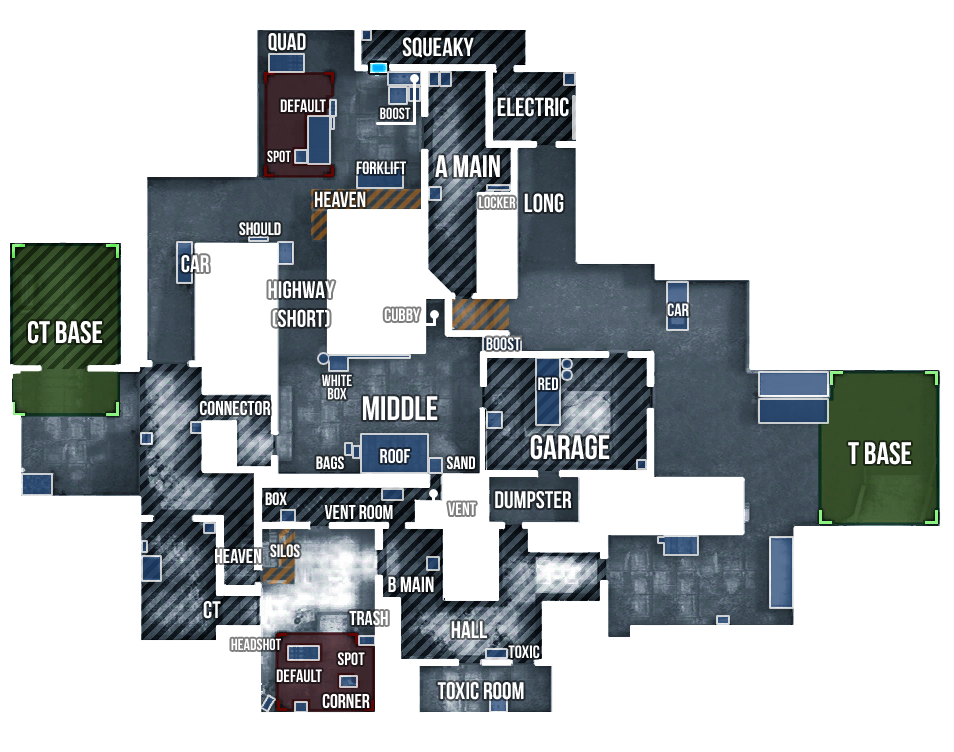 QUAD
SQUEAKY
DEFAULT
BOOST
ELECTRIC
SPOT
FORKLIFT
A MAIN
HEAVEN
LOCKER
LONG
SHOULD
CAR
HIGHWAY
(SHORT)
CUBBY
CAR
CT BASE
BOOST
WHITE
BOX
RED
CONNECTOR
MIDDLE
GARAGE
T BASE
BAGS
ROOF
SAND
BOX
VENT ROOM
VENT
DUMPSTER
HEAVEN
SILOS
B MAIN
CT
TRASH
HALL
HEADSHOT
SPOT
TOXIC
DEFAULT
CORNER
TOXIC ROOM